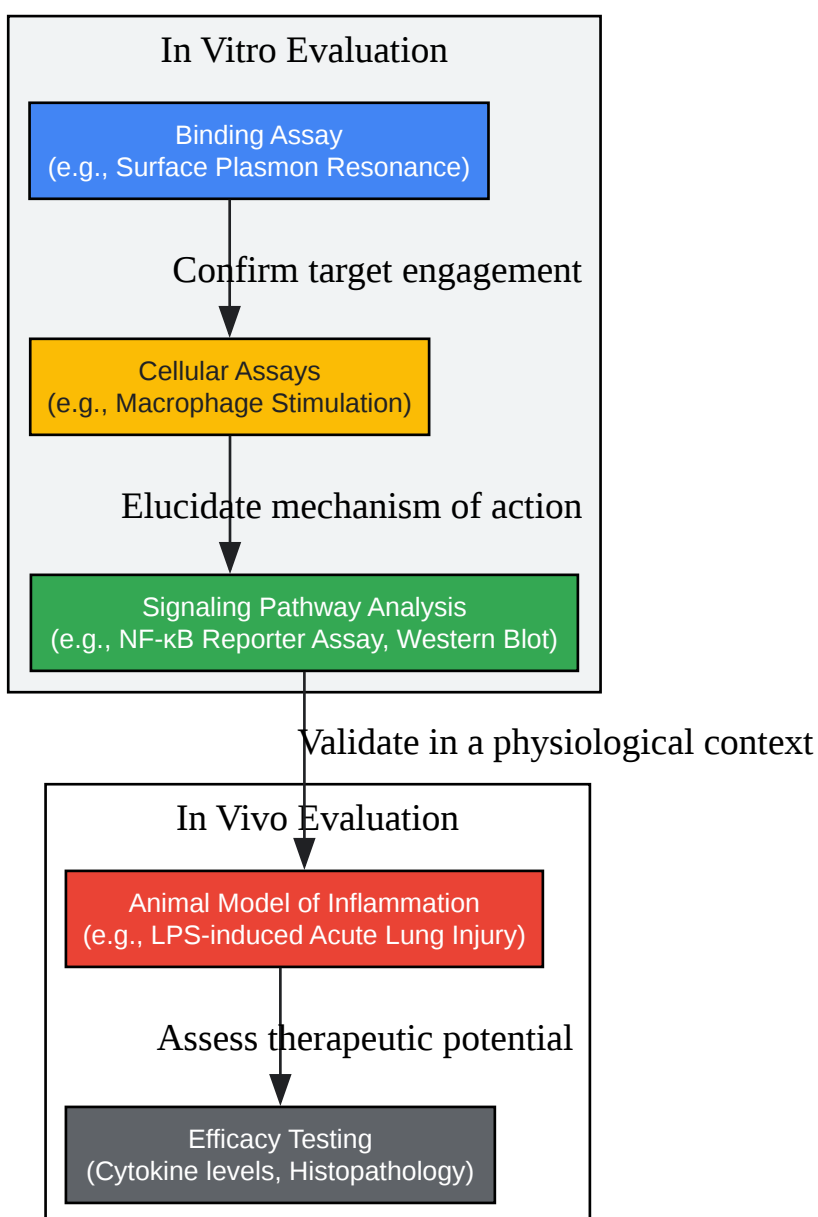 In Vitro Evaluation
Binding Assay
(e.g., Surface Plasmon Resonance)
Confirm target engagement
Cellular Assays
(e.g., Macrophage Stimulation)
Elucidate mechanism of action
Signaling Pathway Analysis
(e.g., NF-κB Reporter Assay, Western Blot)
Validate in a physiological context
In Vivo Evaluation
Animal Model of Inflammation
(e.g., LPS-induced Acute Lung Injury)
Assess therapeutic potential
Efficacy Testing
(Cytokine levels, Histopathology)